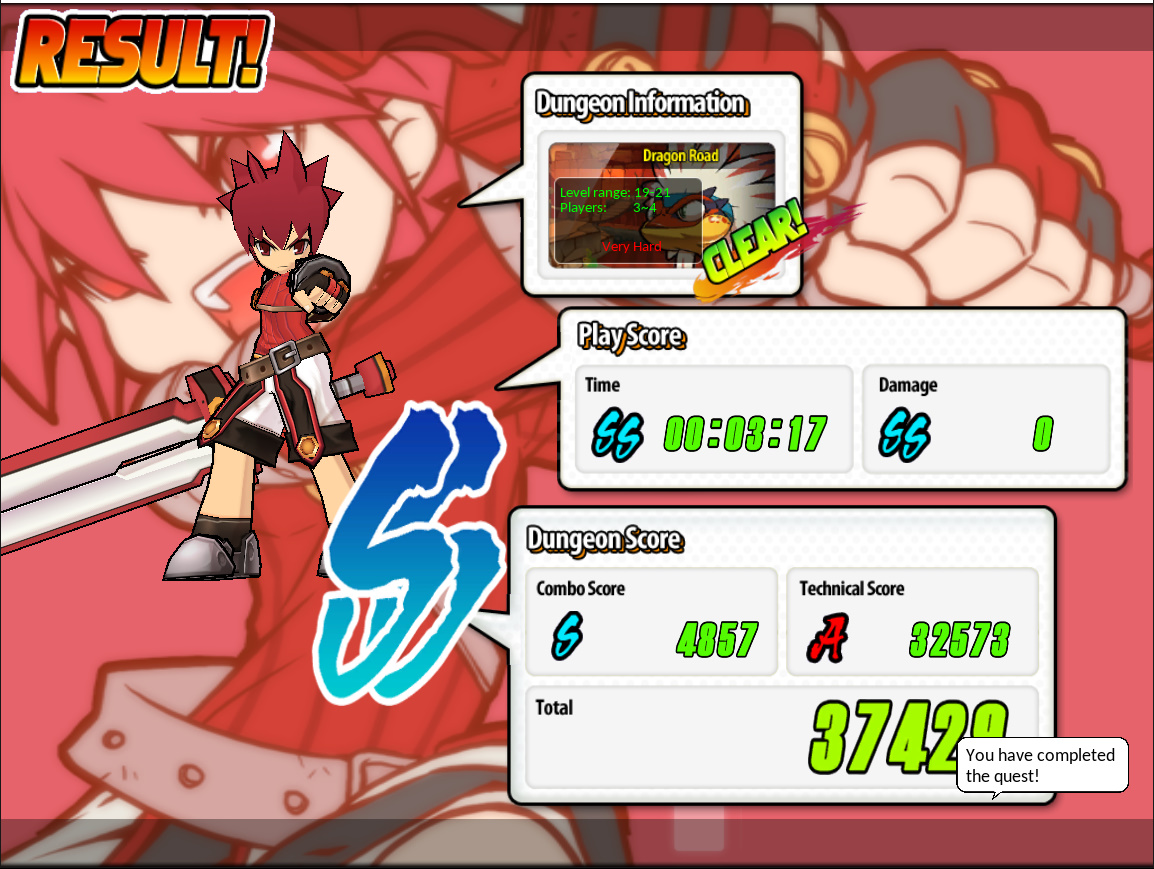 RESULT!
Dungeon Information
Dragon Road
Level range: 19-21
Players: 3~4
Very Hard
CLEAR!
Play Score
Time
Damage
SS 00:03:17
SS 0
SS
Dungeon Score
Combo Score
Technical Score
S 4857
A 32573
Total
37429
You have completed
the quest!